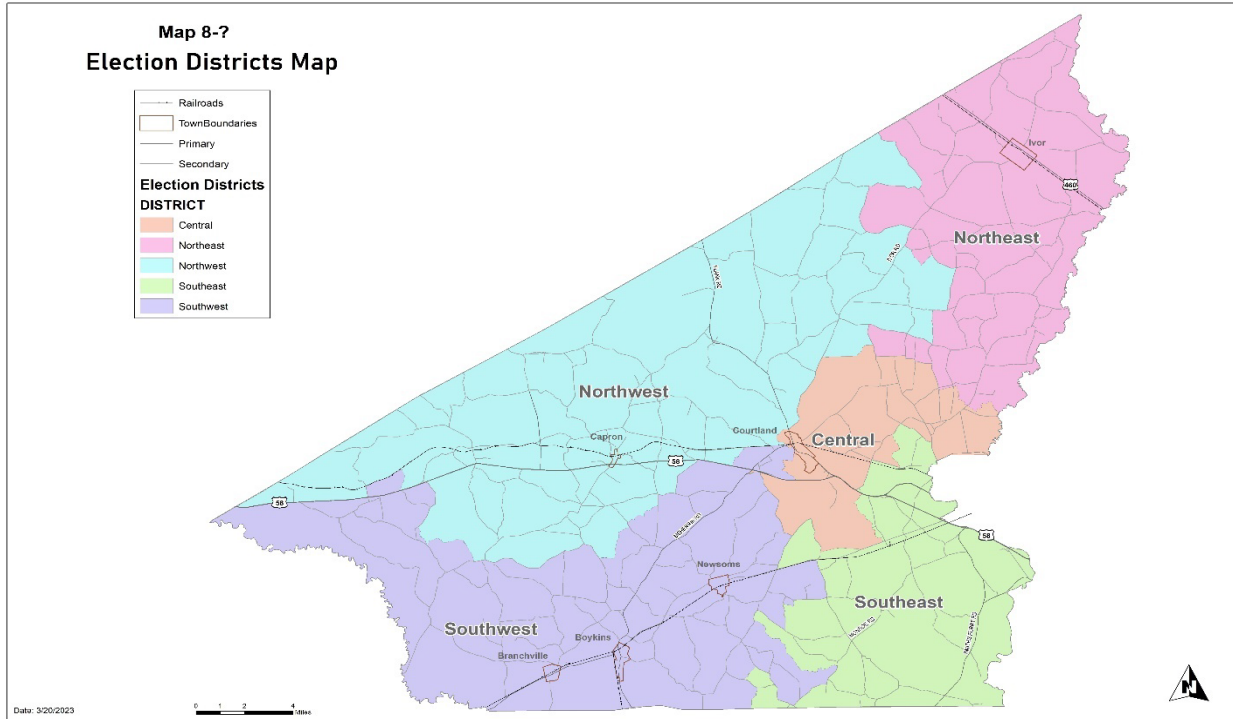 Map 8-?
Election Districts Map
Railroads
TownBoundaries
Primary
Secondary
Election Districts
DISTRICT
Central
Northeast
Northwest
Southeast
Southwest
Ivor
460
Northeast
Northwest
Capron
Courtland
Central
58
58
58
Newsoms
Southeast
Southwest
Boykins
Branchville
Date: 3/20/2023
0 2 4
Miles
N